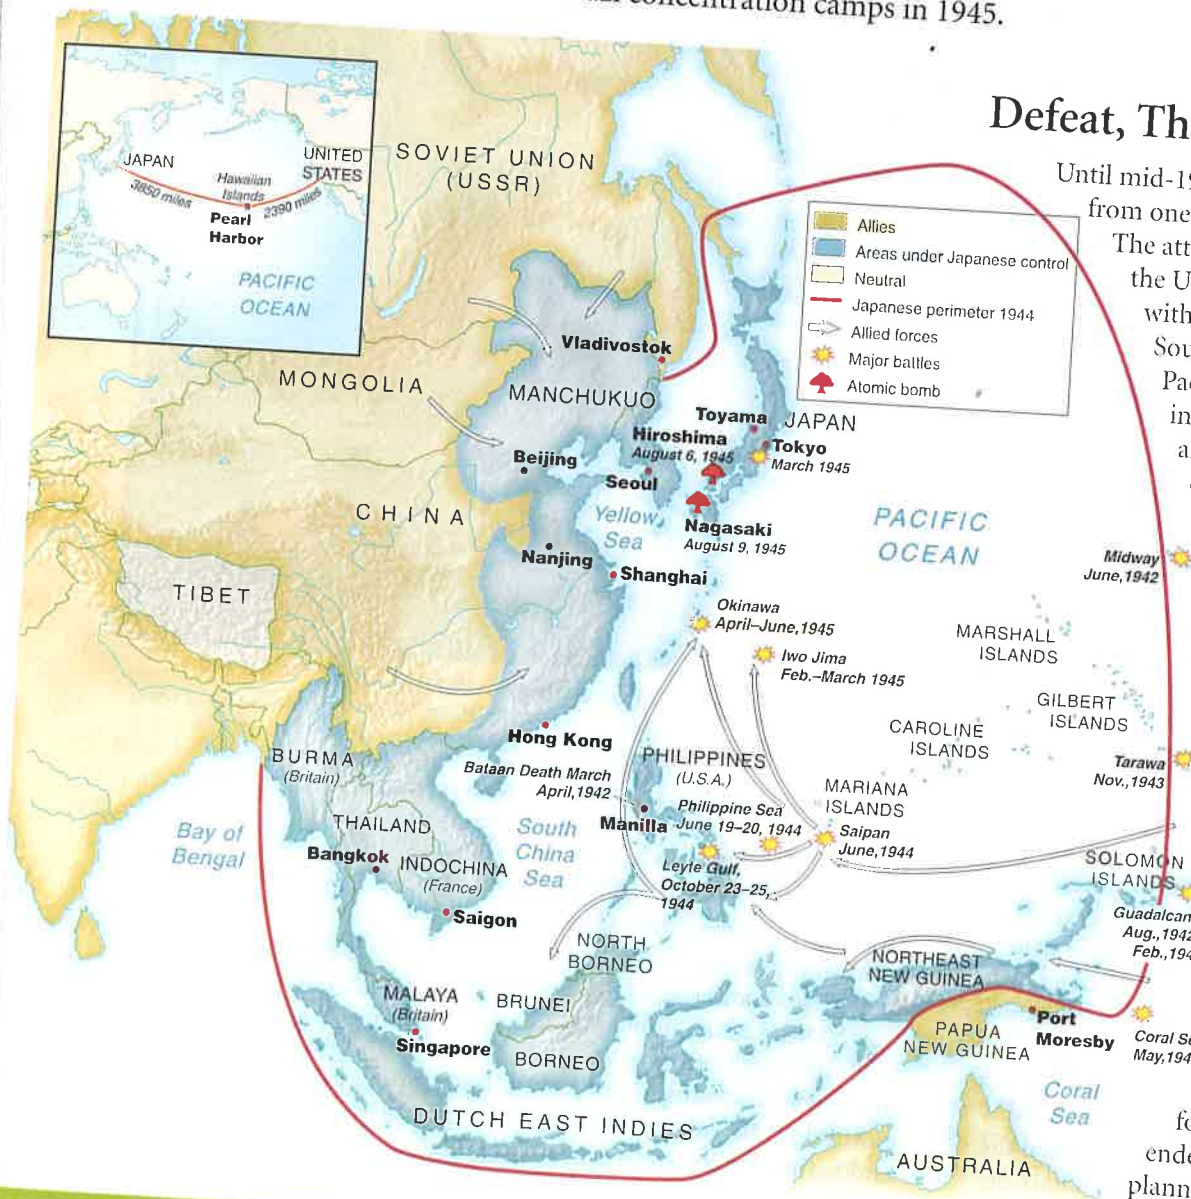 concentration camps in 1945.
Defeat, Th
Until mid-19
from one
The att
the U
with
Sou
Pa
in
a
JAPAN
UNITED
STATES
Hawaiian
Islands
3850 miles
2390 miles
Pearl
Harbor
PACIFIC
OCEAN
SOVIET UNION
(USSR)
Allies
Areas under Japanese control
Neutral
Japanese perimeter 1944
Allied forces
Major battles
Atomic bomb
MONGOLIA
Vladivostok
MANCHUKUO
Toyama
JAPAN
Hiroshima
August 6, 1945
Tokyo
March 1945
Beijing
Seoul
CHINA
Yellow
Sea
Nagasaki
August 9, 1945
PACIFIC
OCEAN
Nanjing
Shanghai
Midway
June,1942
TIBET
Okinawa
April–June,1945
MARSHALL
ISLANDS
Iwo Jima
Feb.–March 1945
GILBERT
ISLANDS
CAROLINE
ISLANDS
Hong Kong
BURMA
(Britain)
Bataan Death March
April,1942
PHILIPPINES
(U.S.A.)
Tarawa
Nov.,1943
MARIANA
ISLANDS
Philippine Sea
June 19–20, 1944
Manilla
Saipan
June,1944
Bay of
Bengal
THAILAND
South
China
Sea
Bangkok
INDOCHINA
(France)
Leyte Gulf,
October 23–25,
1944
SOLOMON
ISLANDS
Saigon
Guadalcan
Aug.,1942
Feb.,194
NORTH
BORNEO
NORTHEAST
NEW GUINEA
MALAYA
(Britain)
BRUNEI
Singapore
BORNEO
PAPUA
NEW GUINEA
Port
Moresby
Coral Se
May,194
Coral
Sea
DUTCH EAST INDIES
AUSTRALIA
fo
ende
plann